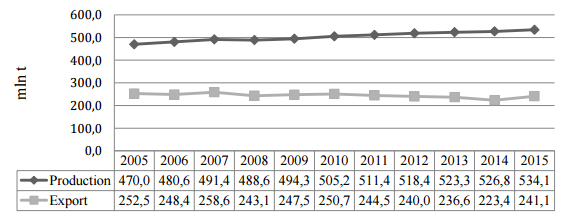 600,0
500,0
400,0
300,0
200,0
100,0
0,0
mln t
2005 2006 2007 2008 2009 2010 2011 2012 2013 2014 2015
Production 470,0 480,6 491,4 488,6 494,3 505,2 511,4 518,4 523,3 526,8 534,1
Export 252,5 248,4 258,6 243,1 247,5 250,7 244,5 240,0 236,6 223,4 241,1